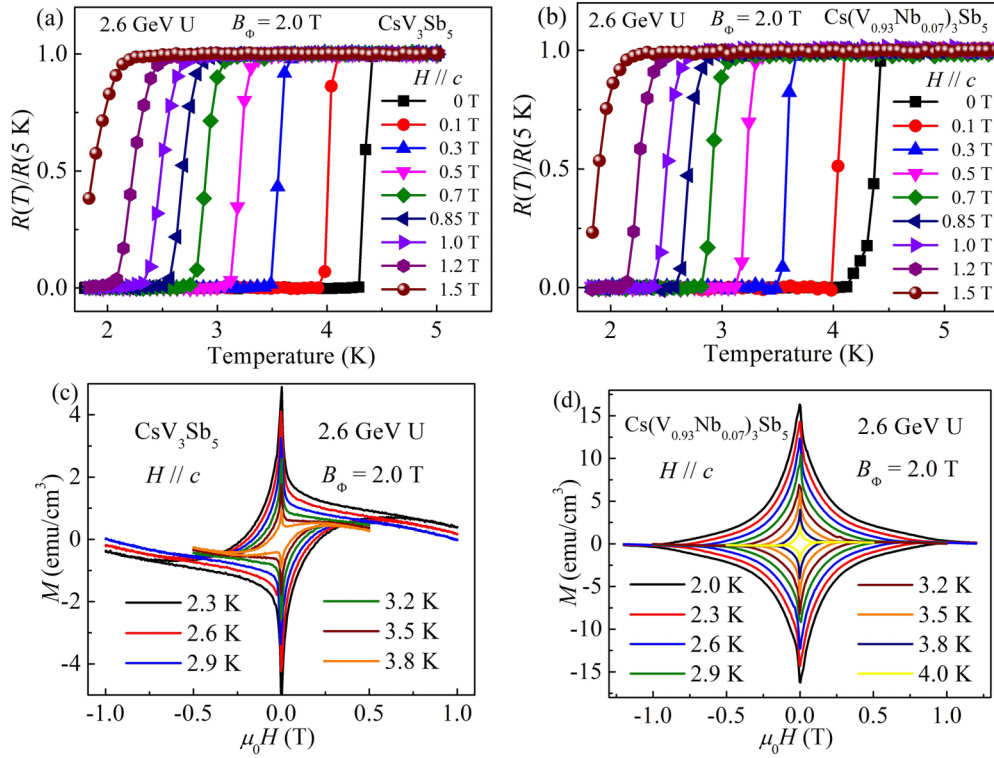 (a)
2.6 GeV U
B_Φ = 2.0 T
CsV₃Sb₅
H // c
0 T
0.1 T
0.3 T
0.5 T
0.7 T
0.85 T
1.0 T
1.2 T
1.5 T
R(T)/R(5 K)
1.0
0.5
0.0
2 3 4 5
Temperature (K)
(b)
2.6 GeV U
B_Φ = 2.0 T
Cs(V₀.₉₃Nb₀.₀₇)₃Sb₅
H // c
0 T
0.1 T
0.3 T
0.5 T
0.7 T
0.85 T
1.0 T
1.2 T
1.5 T
R(T)/R(5 K)
1.0
0.5
0.0
2 3 4 5
Temperature (K)
(c)
CsV₃Sb₅
2.6 GeV U
H // c
B_Φ = 2.0 T
M (emu/cm³)
4
2
0
-2
-4
2.3 K
2.6 K
2.9 K
3.2 K
3.5 K
3.8 K
-1.0 -0.5 0.0 0.5 1.0
μ₀H (T)
(d)
Cs(V₀.₉₃Nb₀.₀₇)₃Sb₅
2.6 GeV U
H // c
B_Φ = 2.0 T
M (emu/cm³)
15
10
5
0
-5
-10
-15
2.0 K
2.3 K
2.6 K
2.9 K
3.2 K
3.5 K
3.8 K
4.0 K
-1.0 -0.5 0.0 0.5 1.0
μ₀H (T)